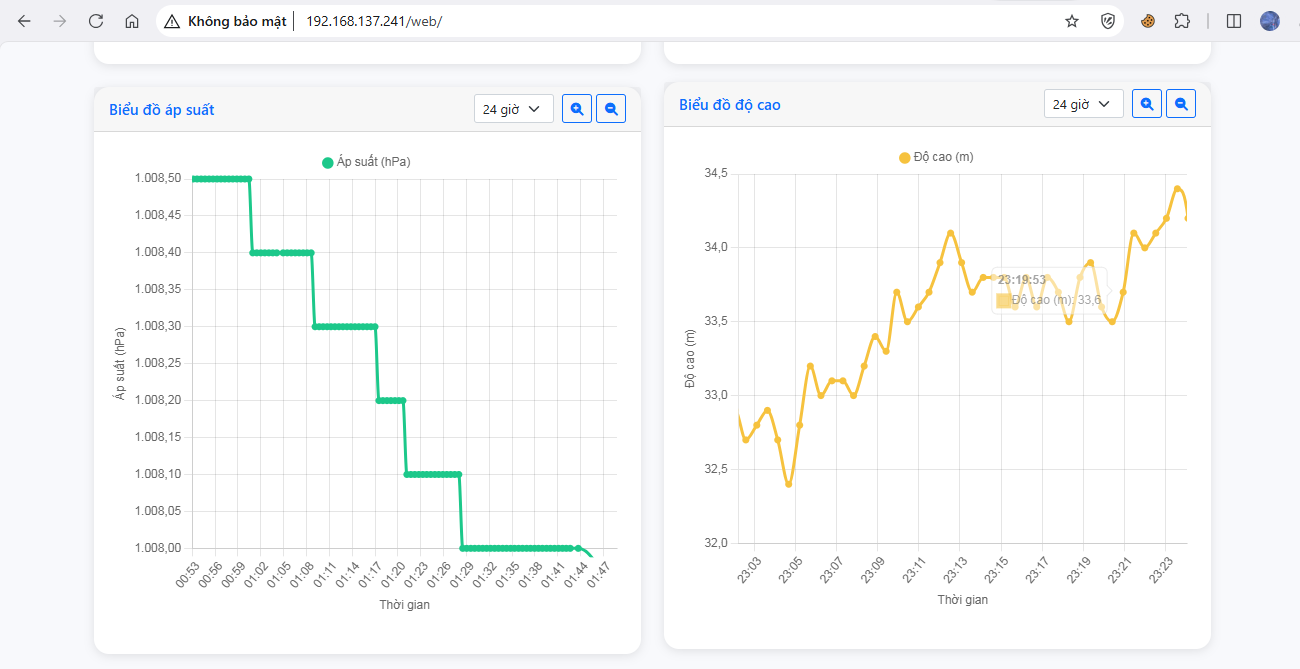 Không bảo mật 192.168.137.241/web/
Biểu đồ áp suất 24 giờ
Áp suất (hPa)
1.008,50
1.008,45
1.008,40
1.008,35
1.008,30
1.008,25
1.008,20
1.008,15
1.008,10
1.008,05
1.008,00
Áp suất (hPa)
00:53 00:56 00:59 01:02 01:05 01:08 01:11 01:14 01:17 01:20 01:23 01:26 01:29 01:32 01:35 01:38 01:41 01:44 01:47
Thời gian
Biểu đồ độ cao 24 giờ
Độ cao (m)
34,5
34,0
33,5
33,0
32,5
32,0
Độ cao (m)
23:19:53
Độ cao (m): 33,6
23:03 23:05 23:07 23:09 23:11 23:13 23:15 23:17 23:19 23:21 23:23
Thời gian